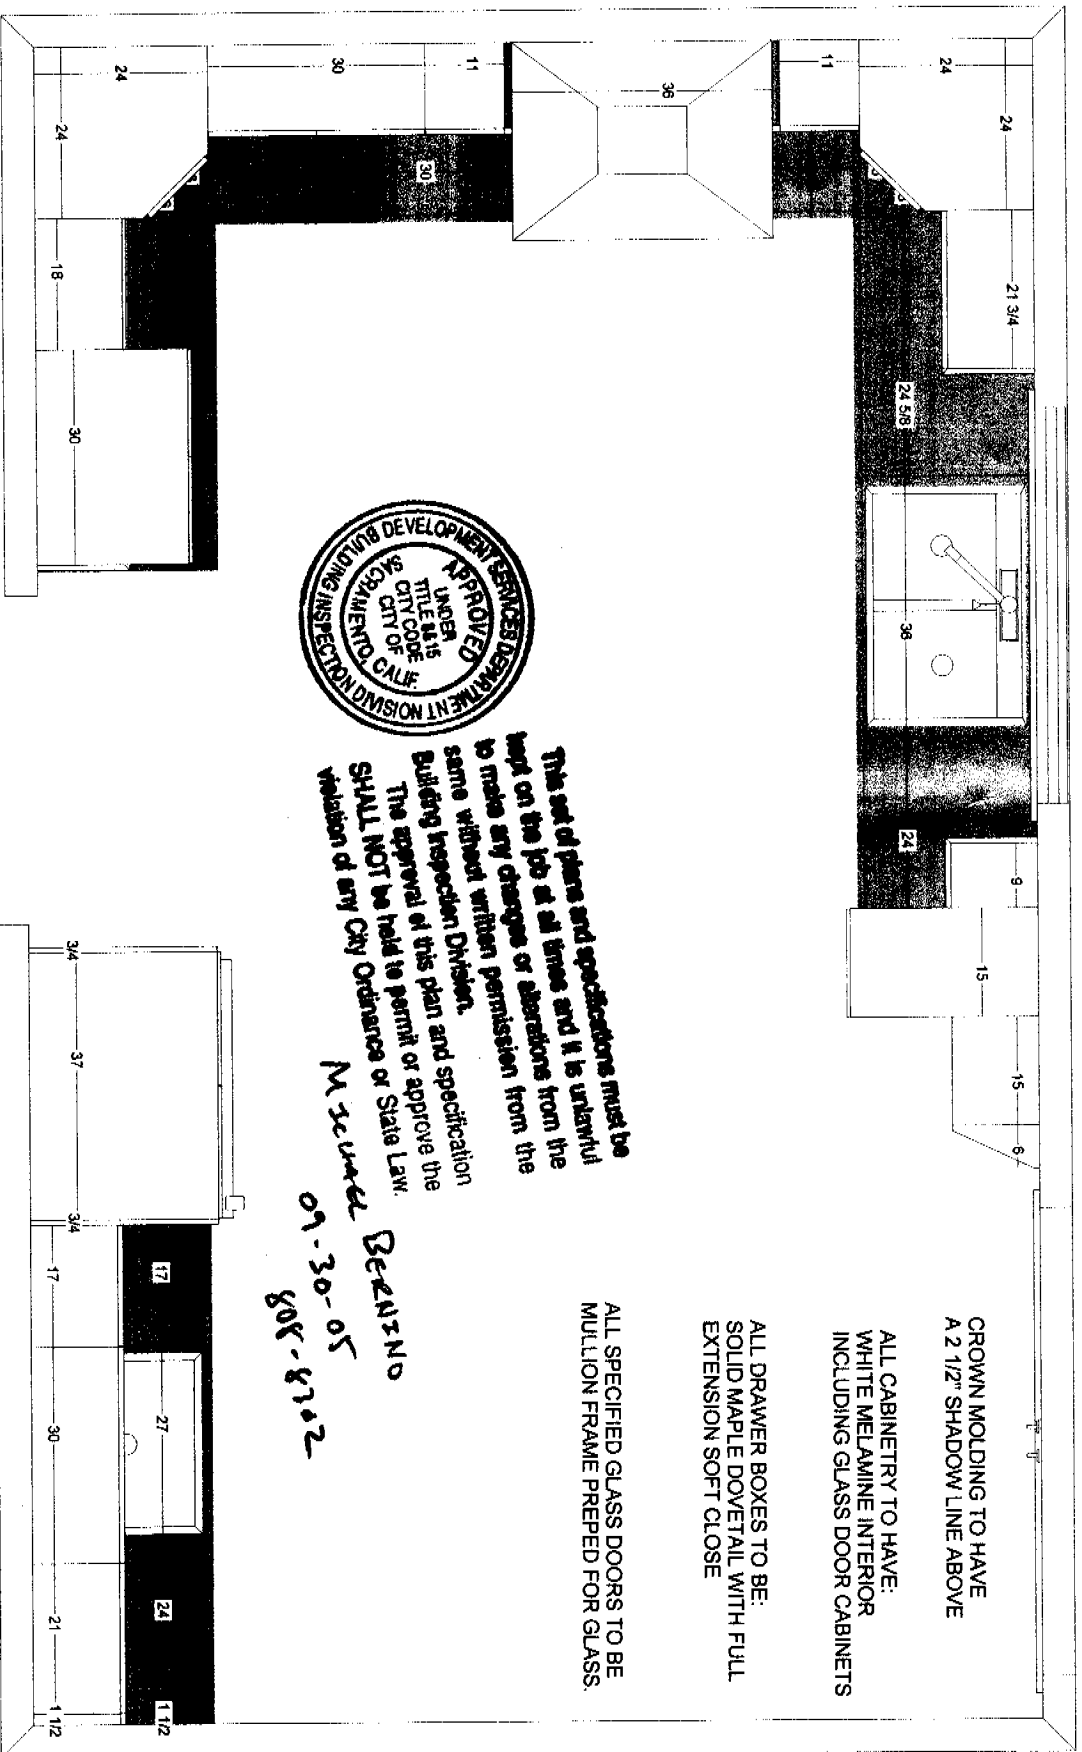 CROWN MOLDING TO HAVE
A 2 1/2" SHADOW LINE ABOVE
ALL CABINETRY TO HAVE:
WHITE MELAMINE INTERIOR
INCLUDING GLASS DOOR CABINETS
ALL DRAWER BOXES TO BE:
SOLID MAPLE DOVETAIL WITH FULL
EXTENSION SOFT CLOSE
ALL SPECIFIED GLASS DOORS TO BE
MULLION FRAME PREPED FOR GLASS.
This set of plans and specifications must be
kept on the job at all times and it is unlawful
to make any changes or alterations from the
same without written permission from the
Building Inspection Division.
The approval of this plan and specification
SHALL NOT be held to permit or approve the
violation of any City Ordinance or State Law.
BERNINO
09-30-05
808-8702
DEVELOPMENT SERVICES DEPARTMENT
BUILDING INSPECTION DIVISION
APPROVED
UNDER
TITLE 8&15
CITY CODE
CITY OF
SACRAMENTO, CALIF.
24
24
21 3/4
24 5/8
36
24
9
15
15
6
11
36
11
30
30
24
24
18
30
3/4
37
3/4
17
17
30
27
21
24
1 1/2
1 1/2